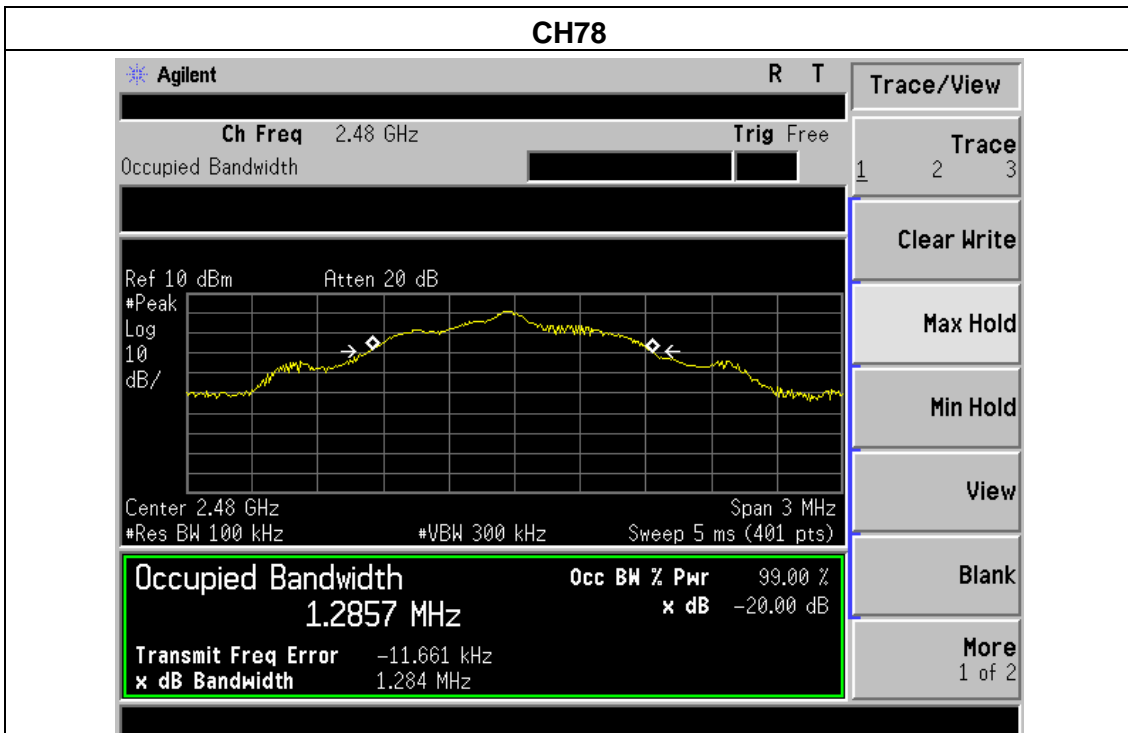 CH78
Agilent R T
Trace/View
Ch Freq 2.48 GHz Trig Free
Occupied Bandwidth
Trace
1 2 3
Clear Write
Ref 10 dBm Atten 20 dB
#Peak
Log
10
dB/
Max Hold
Min Hold
View
Center 2.48 GHz Span 3 MHz
#Res BW 100 kHz #VBW 300 kHz Sweep 5 ms (401 pts)
Occupied Bandwidth Occ BW % Pwr 99.00 %
1.2857 MHz x dB -20.00 dB
Blank
Transmit Freq Error -11.661 kHz
x dB Bandwidth 1.284 MHz
More
1 of 2